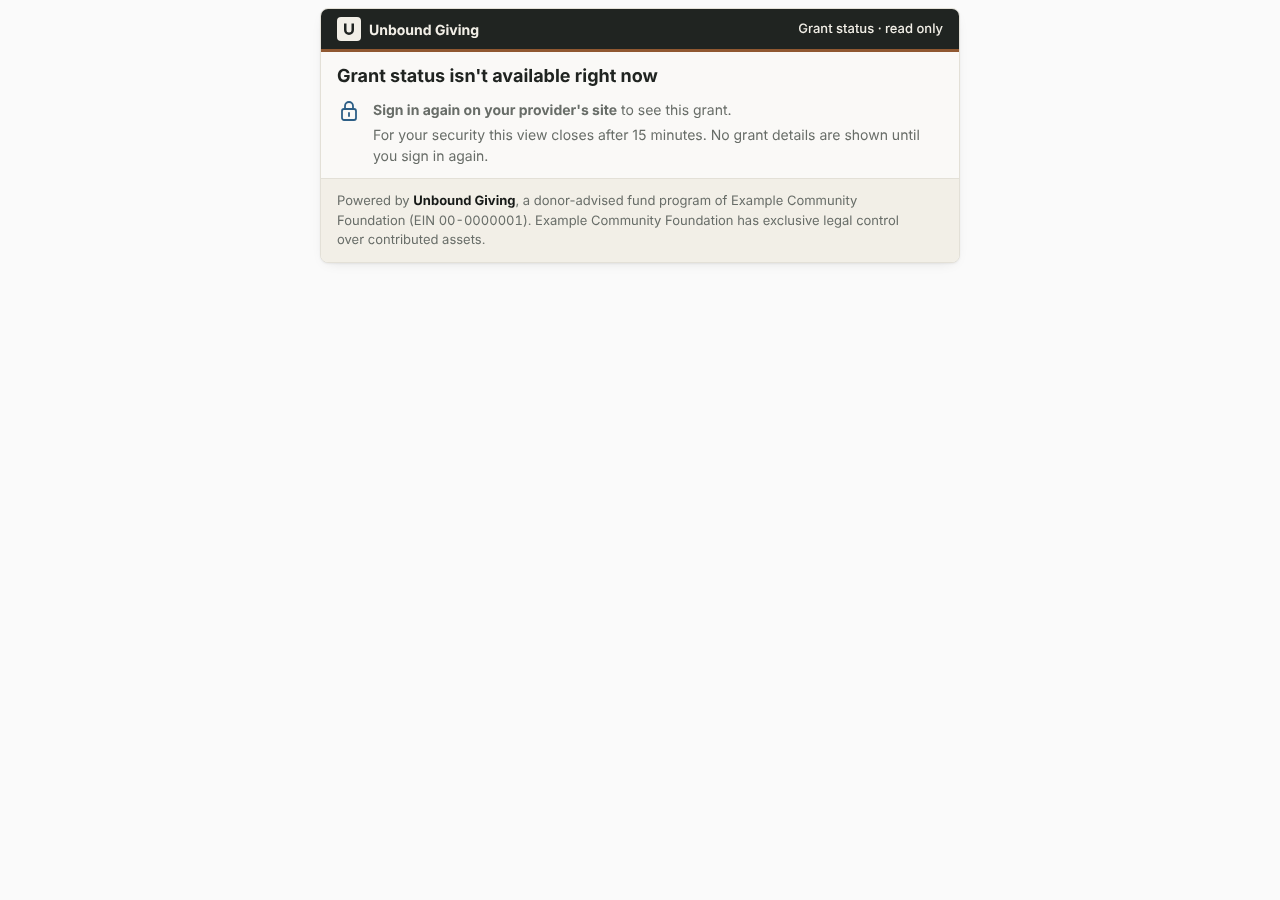 U Unbound Giving Grant status · read only
Grant status isn't available right now
Sign in again on your provider's site to see this grant.
For your security this view closes after 15 minutes. No grant details are shown until
you sign in again.
Powered by Unbound Giving, a donor-advised fund program of Example Community
Foundation (EIN 00-0000001). Example Community Foundation has exclusive legal control
over contributed assets.